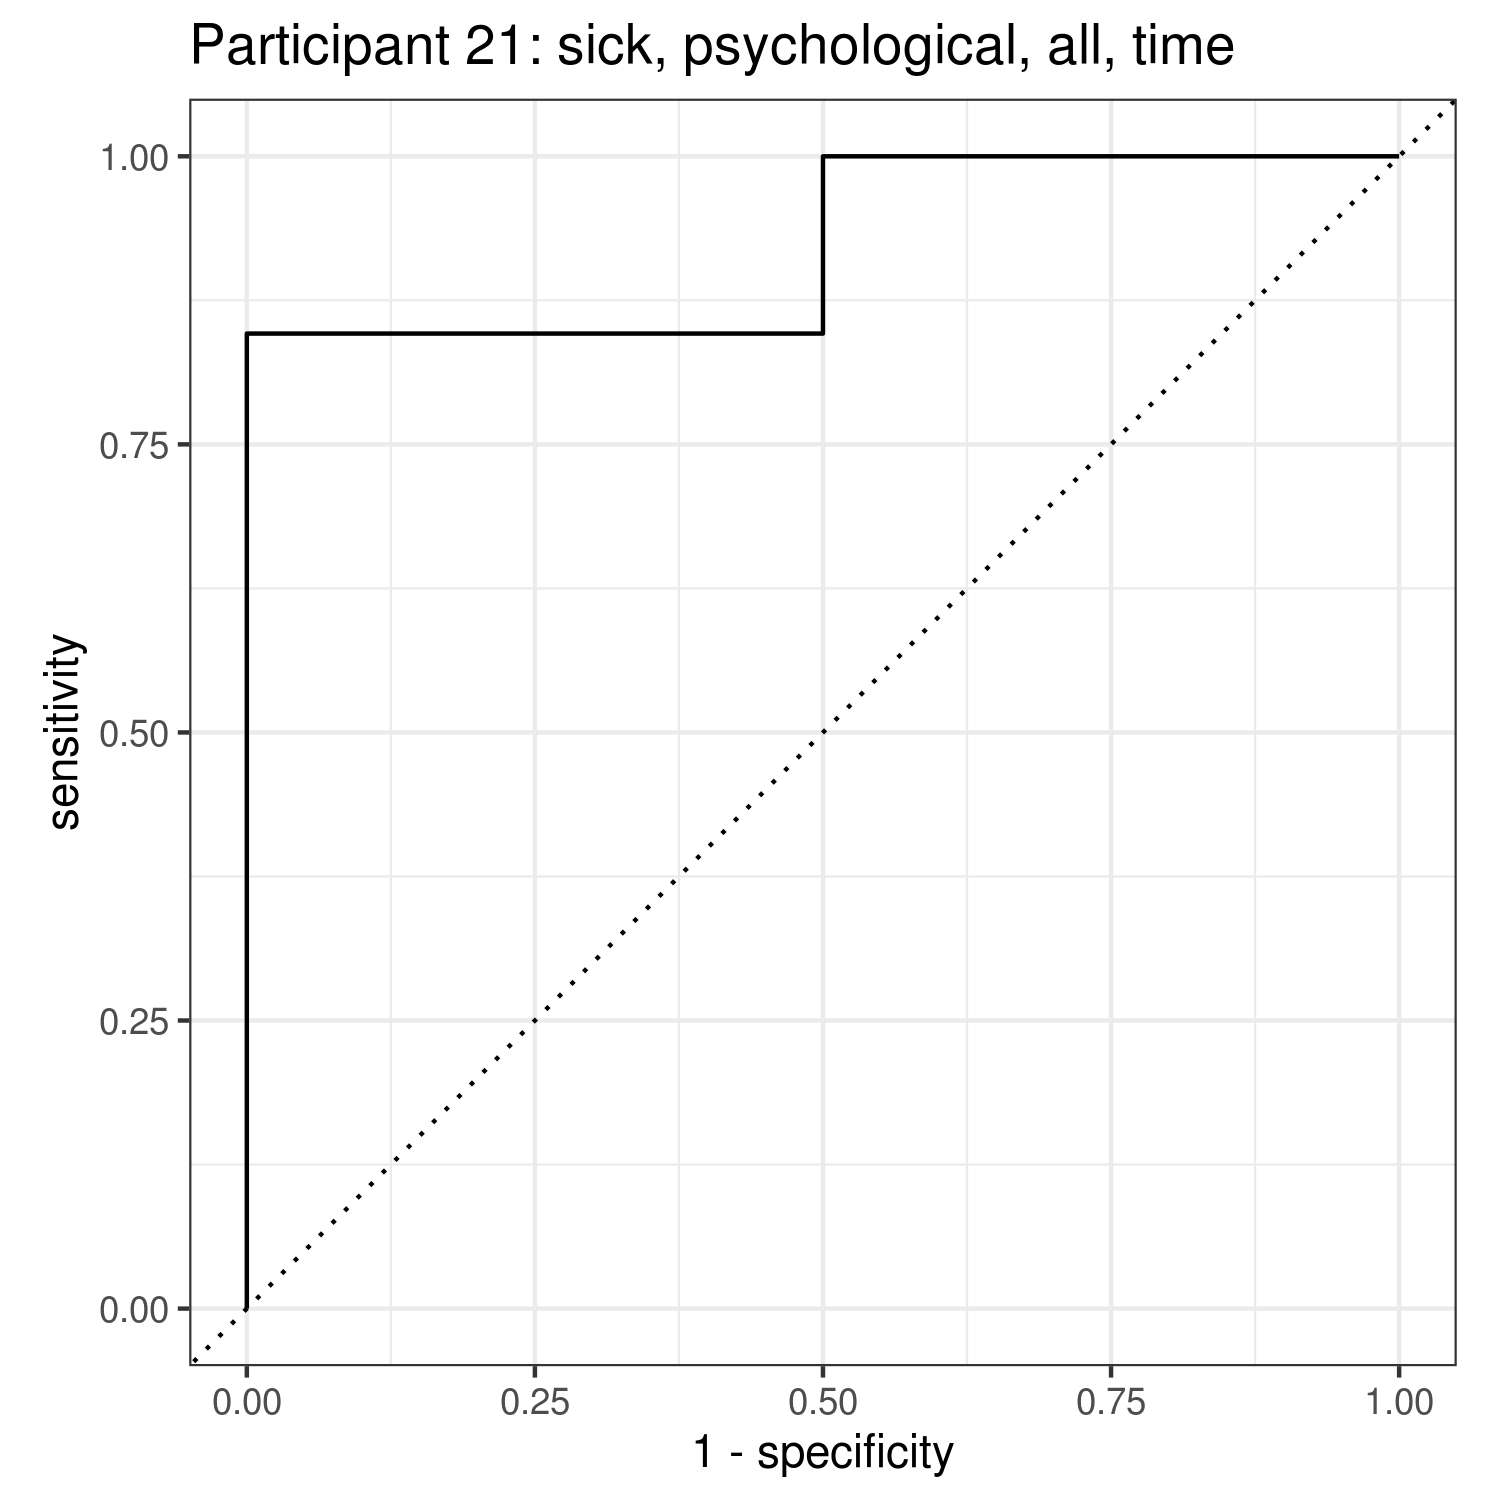 Participant 21: sick, psychological, all, time
1.00
0.75
0.50
0.25
0.00
sensitivity
0.00 0.25 0.50 0.75 1.00
1 - specificity